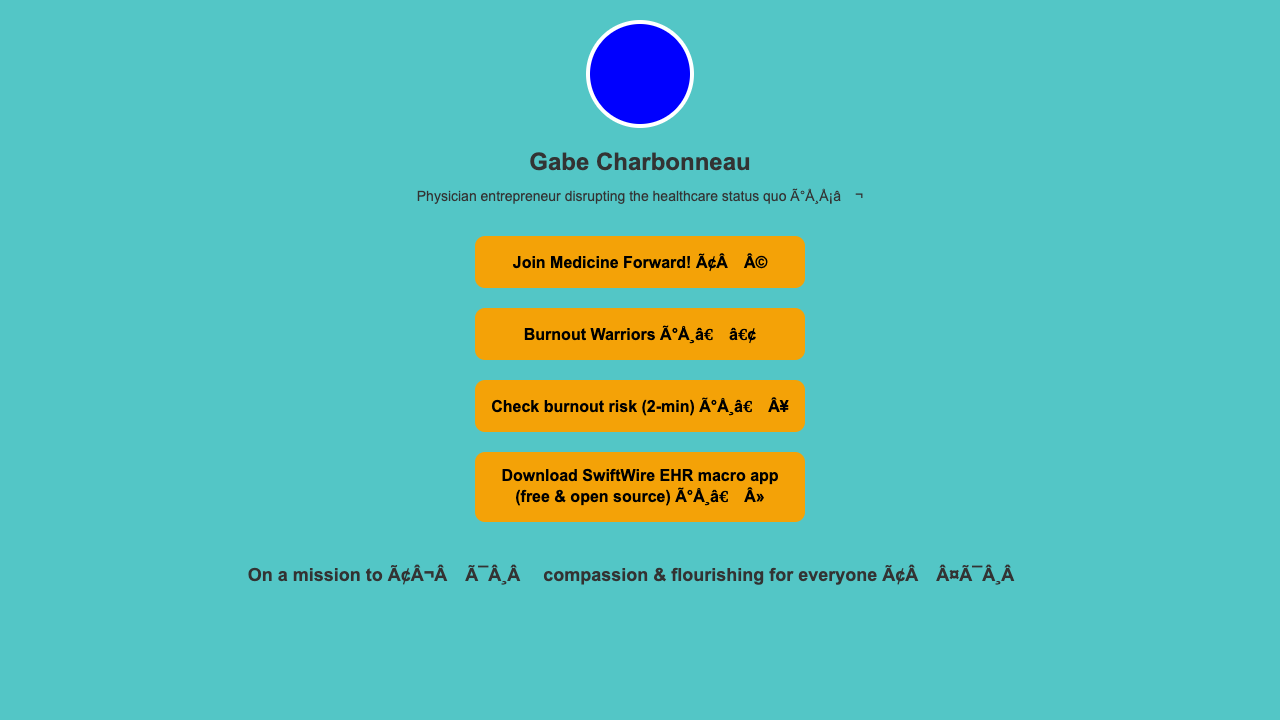 Gabe Charbonneau
Physician entrepreneur disrupting the healthcare status quo Ã°Å¸Å¡â ¬
Join Medicine Forward! Ã¢Â Â©
Burnout Warriors Ã°Å¸â€ â€¢
Check burnout risk (2-min) Ã°Å¸â€ Â¥
Download SwiftWire EHR macro app
(free & open source) Ã°Å¸â€ Â»
On a mission to Ã¢Â¬Â Ã¯Â¸Â compassion & flourishing for everyone Ã¢Â Â¤Ã¯Â¸Â